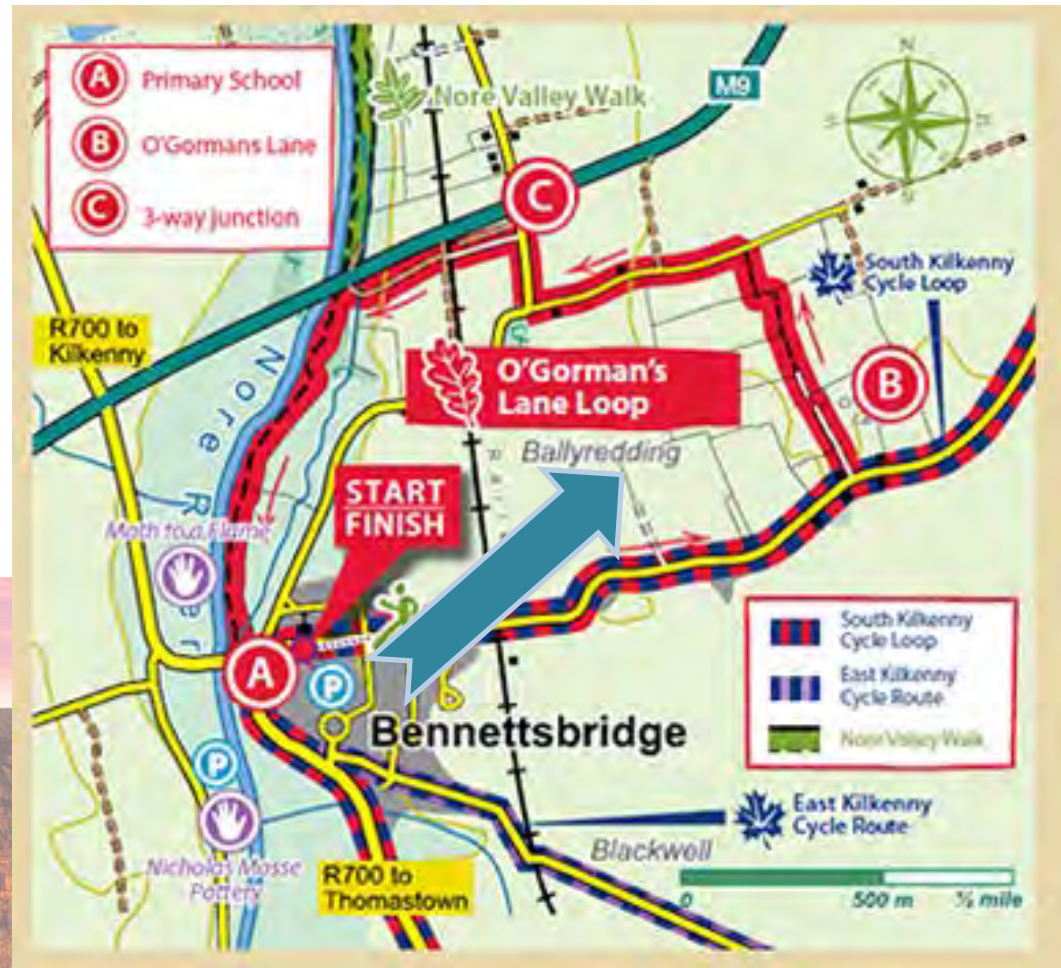 A Primary School
B O'Gormans Lane
C 3-way junction
Nore Valley Walk
M9
N
C
South Kilkenny
Cycle Loop
R700 to
Kilkenny
Nore
O'Gorman's
Lane Loop
B
Ballyredding
START
FINISH
Moth to a Flame
A
P
Bennettsbridge
South Kilkenny
Cycle Loop
East Kilkenny
Cycle Route
Nore Valley Walk
P
East Kilkenny
Cycle Route
Blackwell
Nicholas Mosse
Pottery
R700 to
Thomastown
0 500 m ½ mile